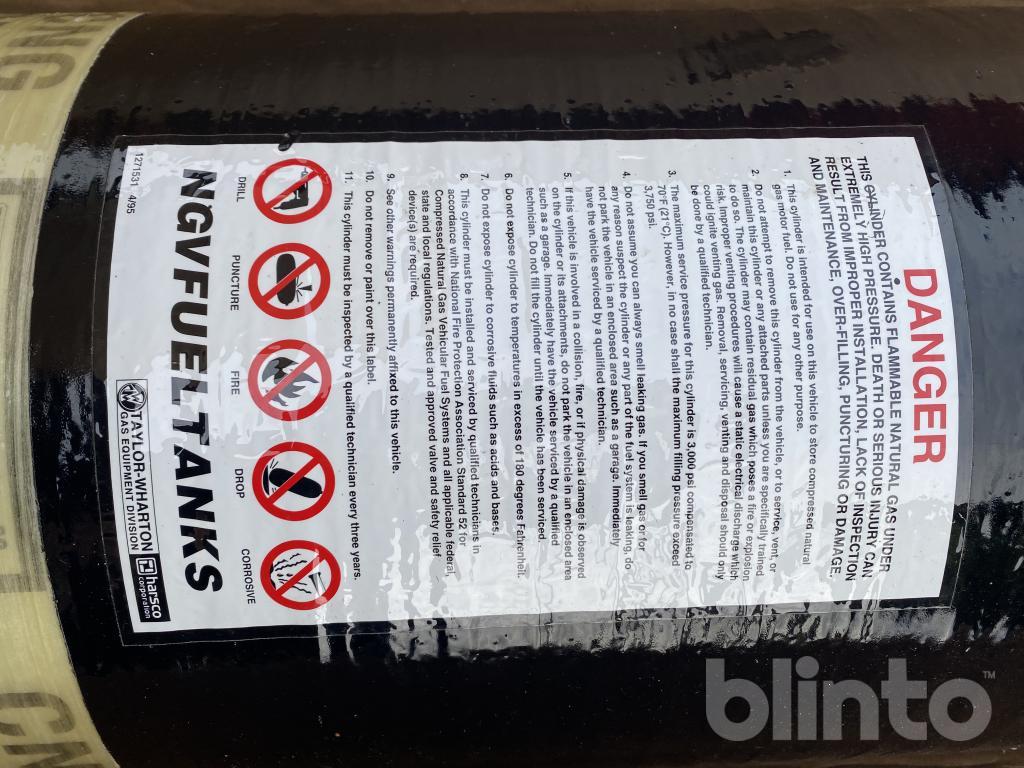 DANGER
THIS CYLINDER CONTAINS FLAMMABLE NATURAL GAS UNDER
EXTREMELY HIGH PRESSURE. DEATH OR SERIOUS INJURY CAN
RESULT FROM IMPROPER INSTALLATION, LACK OF INSPECTION
AND MAINTENANCE, OVER-FILLING, PUNCTURING OR DAMAGE.
1. This cylinder is intended for use on this vehicle to store compressed natural
gas motor fuel. Do not use for any other purpose.
2. Do not attempt to remove this cylinder from the vehicle, or to service, vent, or
maintain this cylinder or any attached parts unless you are specifically trained
to do so. The cylinder may contain residual gas which poses a fire or explosion
risk. Improper venting procedures will cause a static electrical discharge which
could ignite venting gas. Removal, servicing, venting and disposal should only
be done by a qualified technician.
3. The maximum service pressure for this cylinder is 3,000 psi compensated to
70°F (21°C). However, in no case shall the maximum filling pressure exceed
3,750 psi.
4. Do not assume you can always smell leaking gas. If you smell gas or for
any reason suspect the cylinder or any part of the fuel system is leaking, do
not park the vehicle in an enclosed area such as a garage. Immediately
have the vehicle serviced by a qualified technician.
5. If this vehicle is involved in a collision, fire, or if physical damage is observed
on the cylinder or its attachments, do not park the vehicle in an enclosed area
such as a garage. Immediately have the vehicle serviced by a qualified
technician. Do not fill the cylinder until the vehicle has been serviced.
6. Do not expose cylinder to temperatures in excess of 180 degrees Fahrenheit.
7. Do not expose cylinder to corrosive fluids such as acids and bases.
8. This cylinder must be installed and serviced by qualified technicians in
accordance with National Fire Protection Association Standard 52 for
Compressed Natural Gas Vehicular Fuel Systems and all applicable federal,
state and local regulations. Tested and approved valve and safety relief
device(s) are required.
9. See other warnings permanently affixed to this vehicle.
10. Do not remove or paint over this label.
11. This cylinder must be inspected by a qualified technician every three years.
DRILL PUNCTURE FIRE DROP CORROSIVE
NGVFUELTANKS
TAYLOR-WHARTON
GAS EQUIPMENT DIVISION
harsco
corporation
1271531 4/95
NG
CN
blinto™